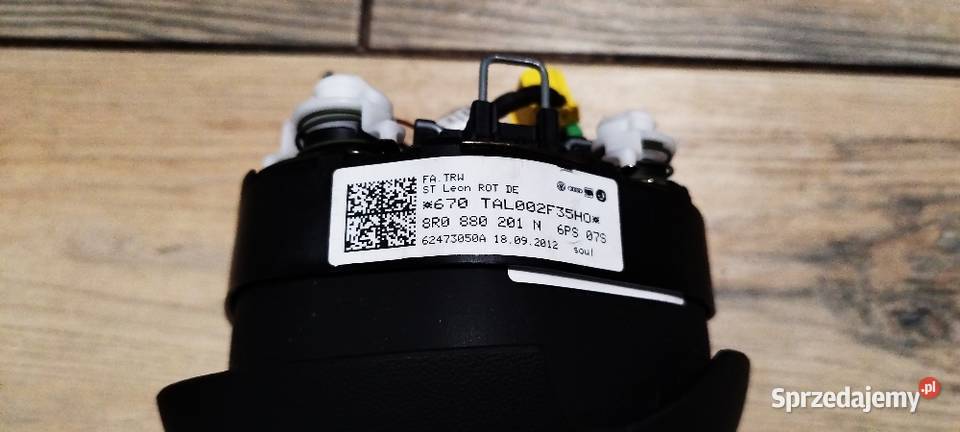 FA.TRW
ST Leon ROT DE
*670 TAL002F35HO*
8R0 880 201 N 6PS 07S
62473050A 18.09.2012 soul
Sprzedajemy.pl